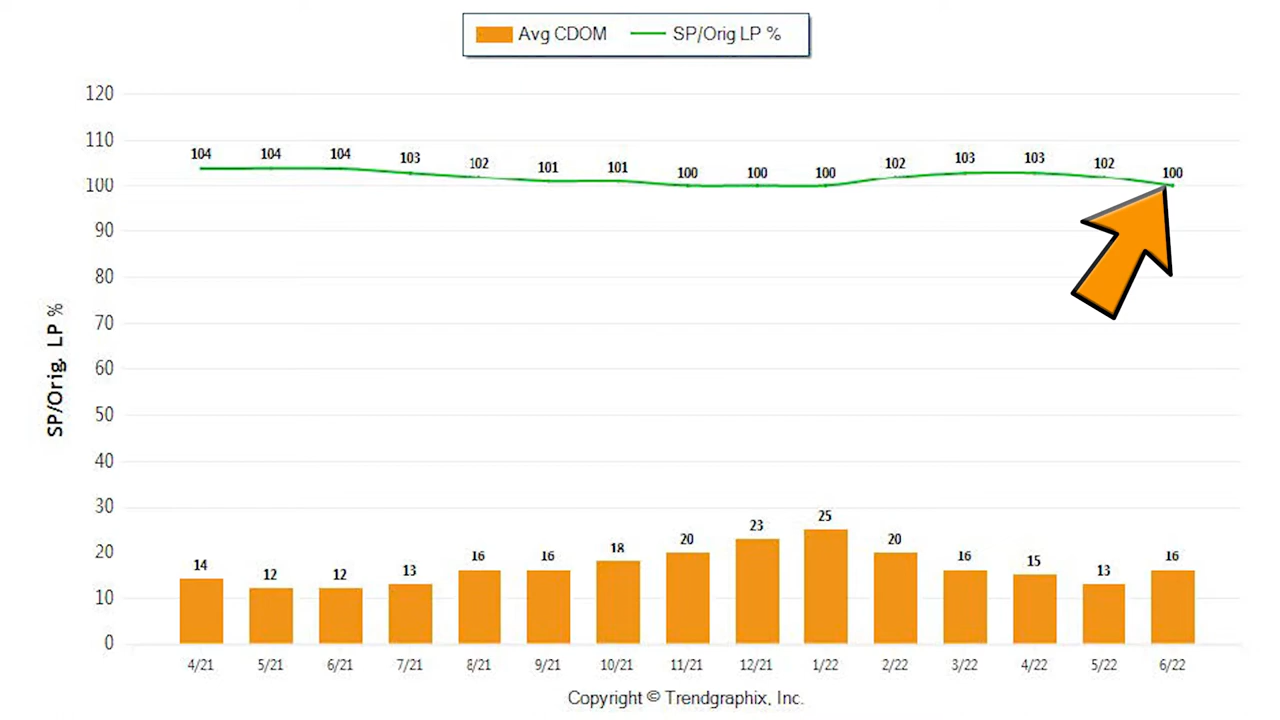 Avg CDOM SP/Orig LP %
120
110
104 104 104 103 102 101 101 100 100 100 102 103 103 102 100
100
90
80
70
60
50
40
30
20
10
0
SP/Orig. LP %
14 12 12 13 16 16 18 20 23 25 20 16 15 13 16
4/21 5/21 6/21 7/21 8/21 9/21 10/21 11/21 12/21 1/22 2/22 3/22 4/22 5/22 6/22
Copyright © Trendgraphix, Inc.